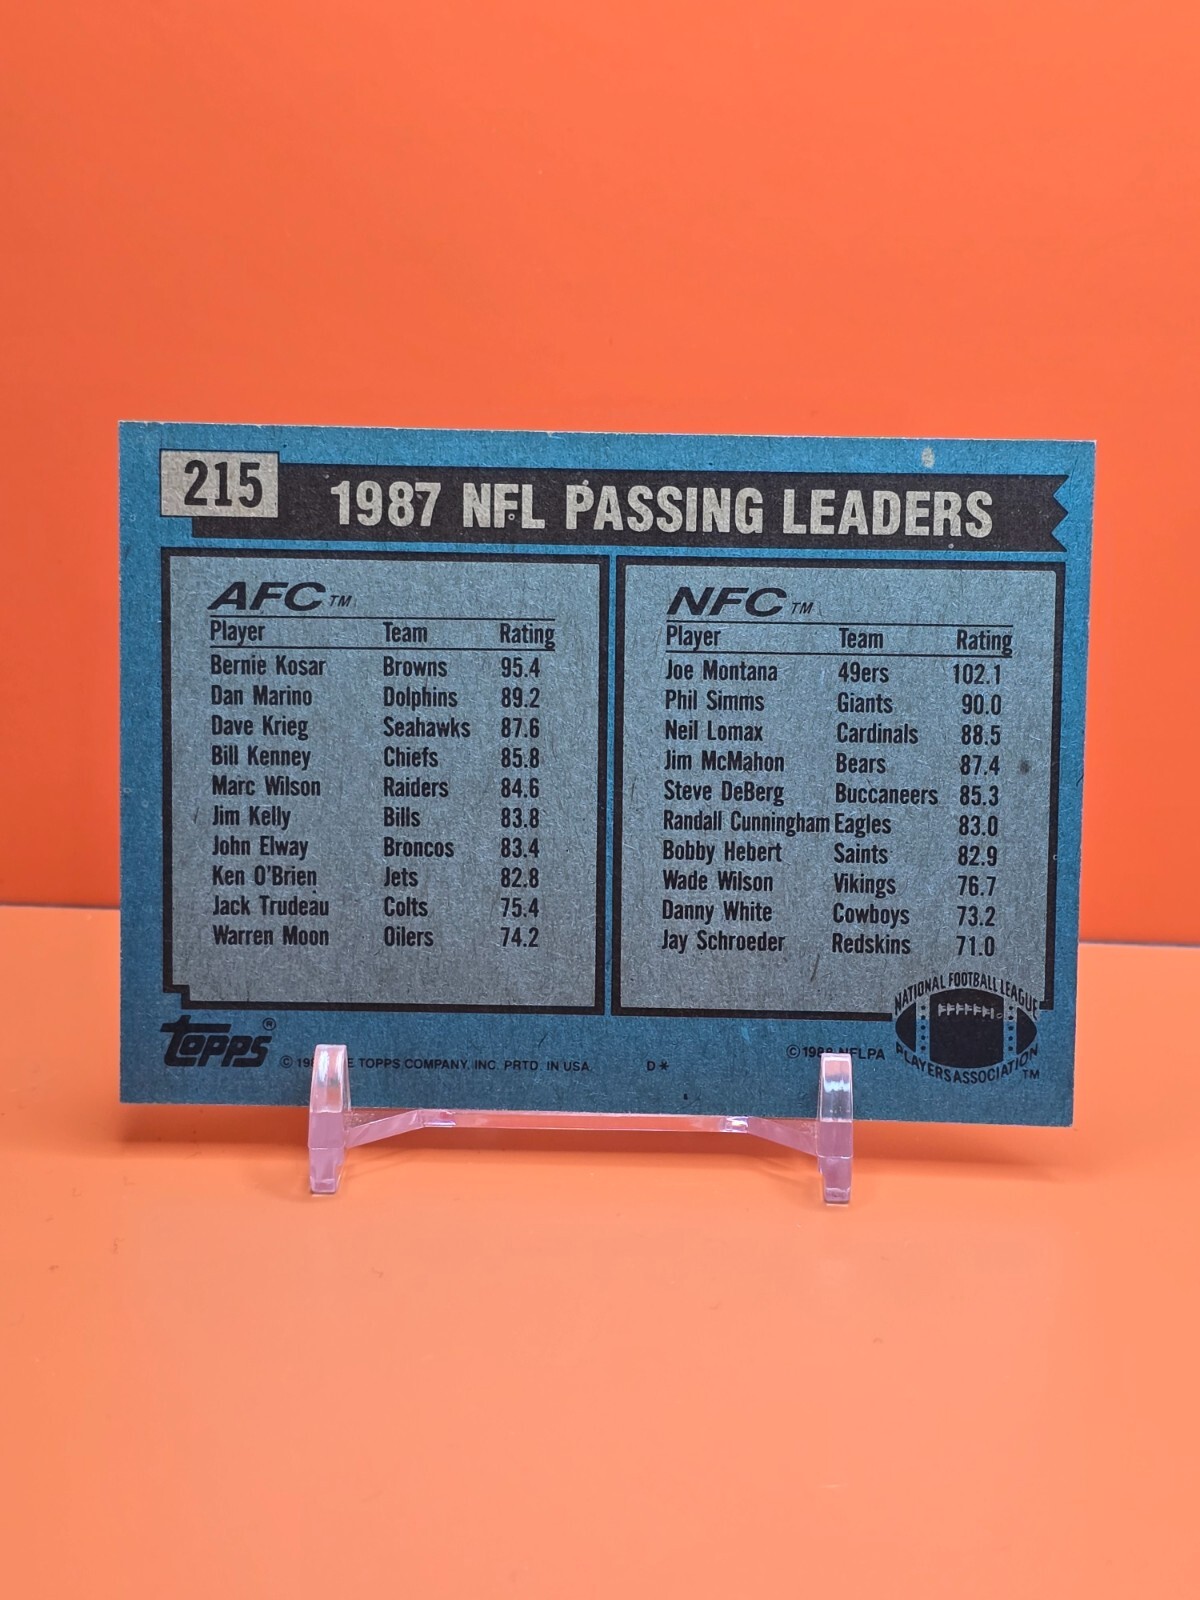 215
1987 NFL PASSING LEADERS
AFC TM
Player Team Rating
Bernie Kosar Browns 95.4
Dan Marino Dolphins 89.2
Dave Krieg Seahawks 87.6
Bill Kenney Chiefs 85.8
Marc Wilson Raiders 84.6
Jim Kelly Bills 83.8
John Elway Broncos 83.4
Ken O'Brien Jets 82.8
Jack Trudeau Colts 75.4
Warren Moon Oilers 74.2
NFC TM
Player Team Rating
Joe Montana 49ers 102.1
Phil Simms Giants 90.0
Neil Lomax Cardinals 88.5
Jim McMahon Bears 87.4
Steve DeBerg Buccaneers 85.3
Randall Cunningham Eagles 83.0
Bobby Hebert Saints 82.9
Wade Wilson Vikings 76.7
Danny White Cowboys 73.2
Jay Schroeder Redskins 71.0
topps ®
© TOPPS COMPANY, INC. PRTD. IN USA. D*
© 1988 NFLPA
NATIONAL FOOTBALL LEAGUE
PLAYERS ASSOCIATION TM